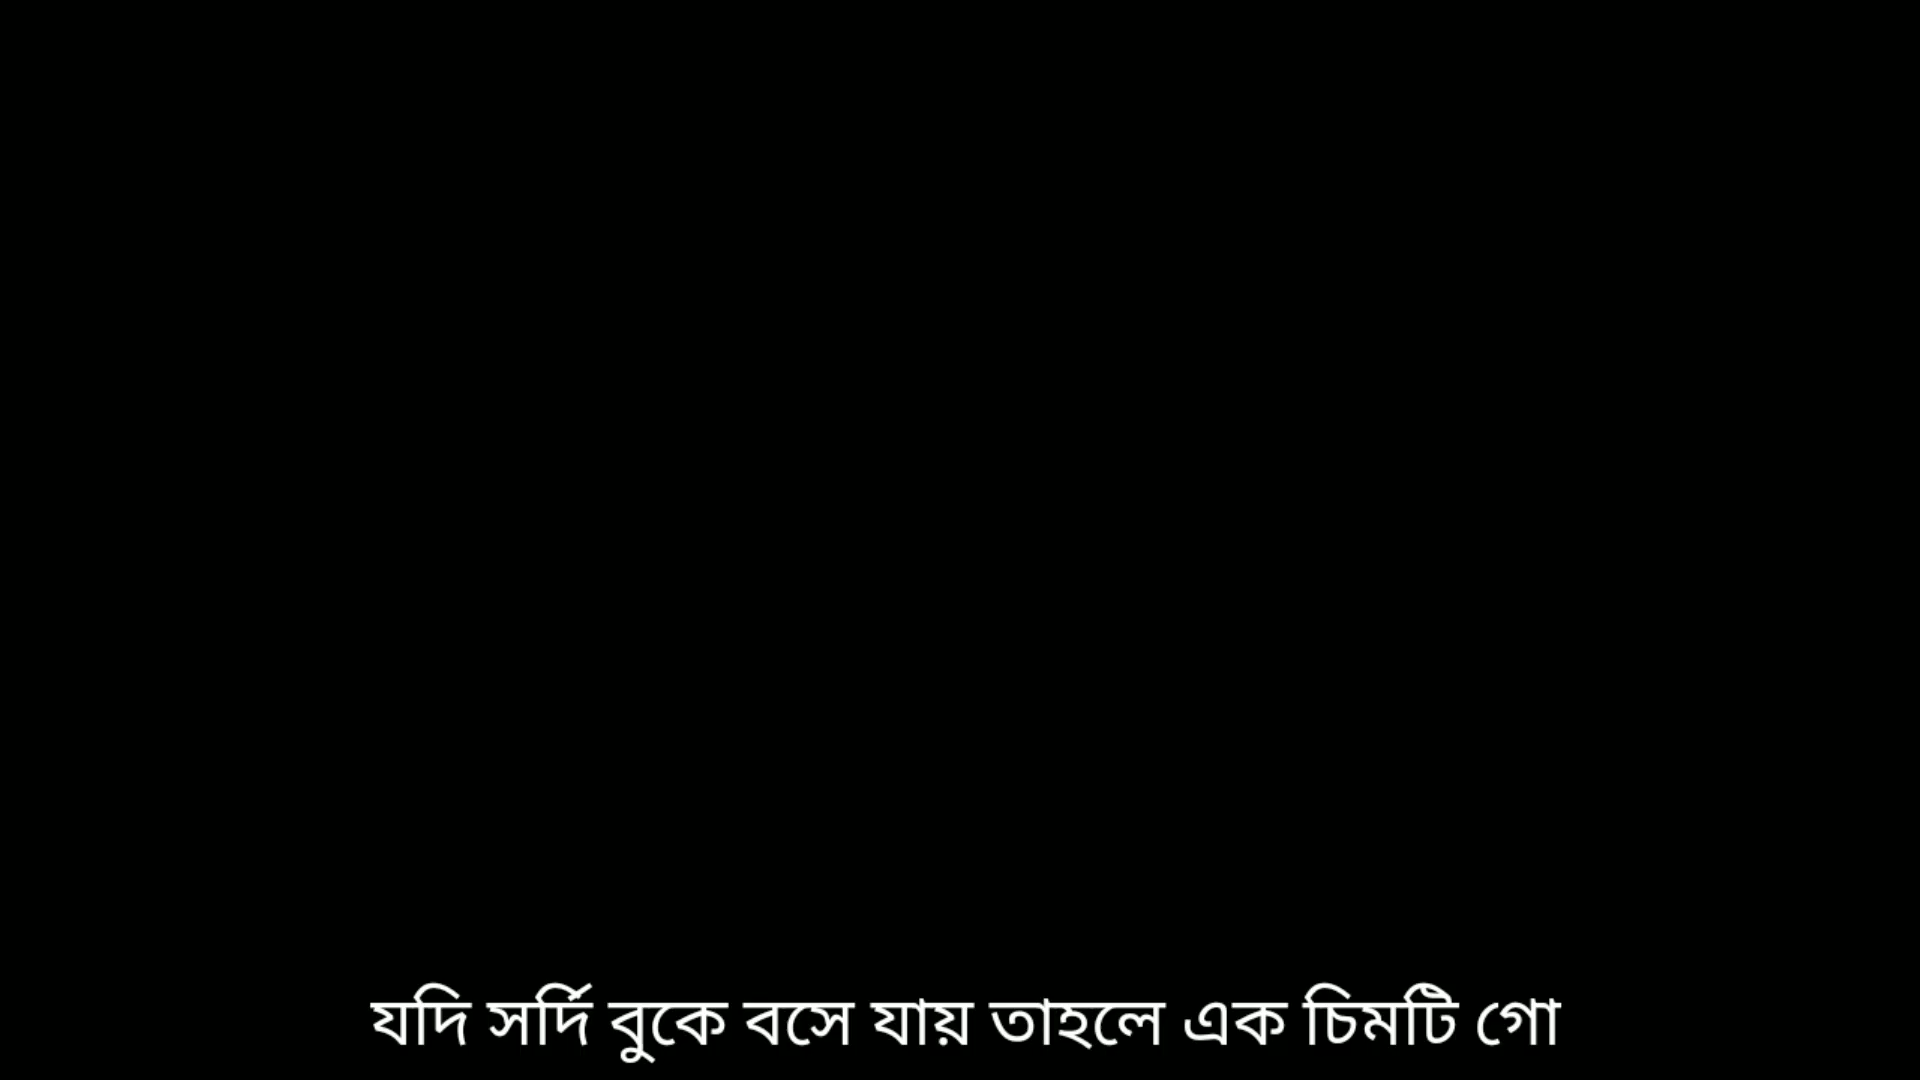 যদি সর্দি বুকে বসে যায় তাহলে এক চিমটি গো